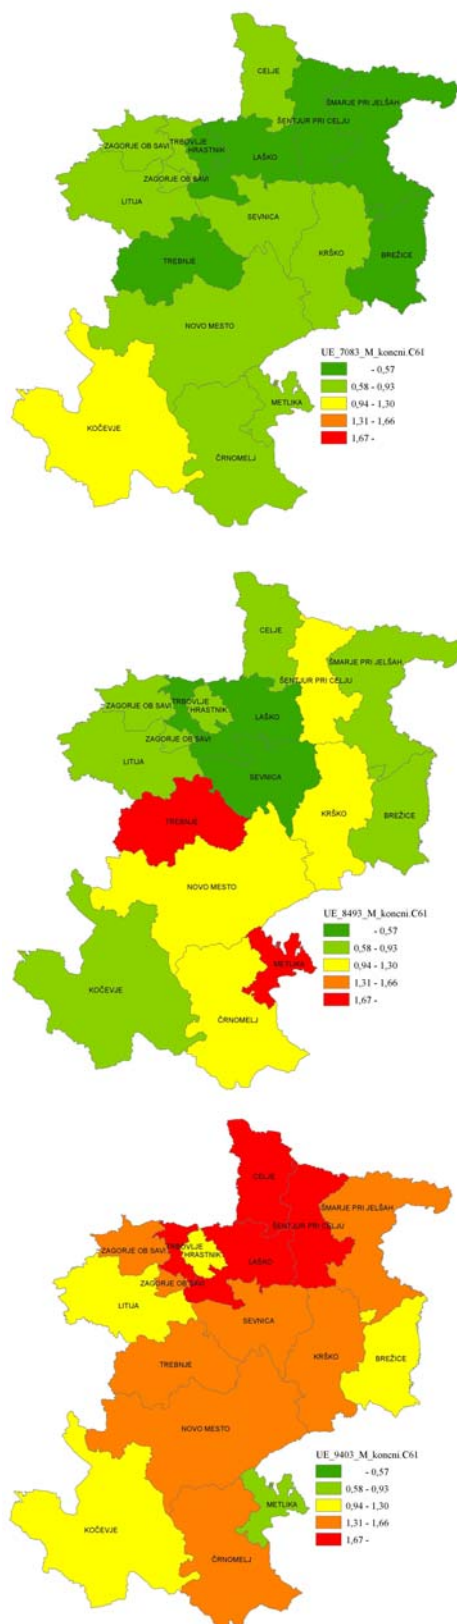 CELJE
ŠMARJE PRI JELŠAH
ŠENTJUR PRI CELJU
TRBOVLJE
ZAGORJE OB SAVI
HRASTNIK
LAŠKO
ZAGORJE OB SAVI
LITIJA
SEVNICA
KRŠKO
BREŽICE
TREBNJE
NOVO MESTO
UE_7083_M_koncni.C61
- 0,57
0,58 - 0,93
0,94 - 1,30
1,31 - 1,66
1,67 -
METLIKA
KOČEVJE
ČRNOMELJ
CELJE
ŠMARJE PRI JELŠAH
ŠENTJUR PRI CELJU
TRBOVLJE
ZAGORJE OB SAVI
HRASTNIK
LAŠKO
ZAGORJE OB SAVI
LITIJA
SEVNICA
KRŠKO
BREŽICE
TREBNJE
NOVO MESTO
UE_8493_M_koncni.C61
- 0,57
0,58 - 0,93
0,94 - 1,30
1,31 - 1,66
1,67 -
METLIKA
KOČEVJE
ČRNOMELJ
CELJE
ŠMARJE PRI JELŠAH
ŠENTJUR PRI CELJU
TRBOVLJE
ZAGORJE OB SAVI
HRASTNIK
LAŠKO
ZAGORJE OB SAVI
LITIJA
SEVNICA
KRŠKO
BREŽICE
TREBNJE
NOVO MESTO
UE_9403_M_koncni.C61
- 0,57
0,58 - 0,93
0,94 - 1,30
1,31 - 1,66
1,67 -
METLIKA
KOČEVJE
ČRNOMELJ